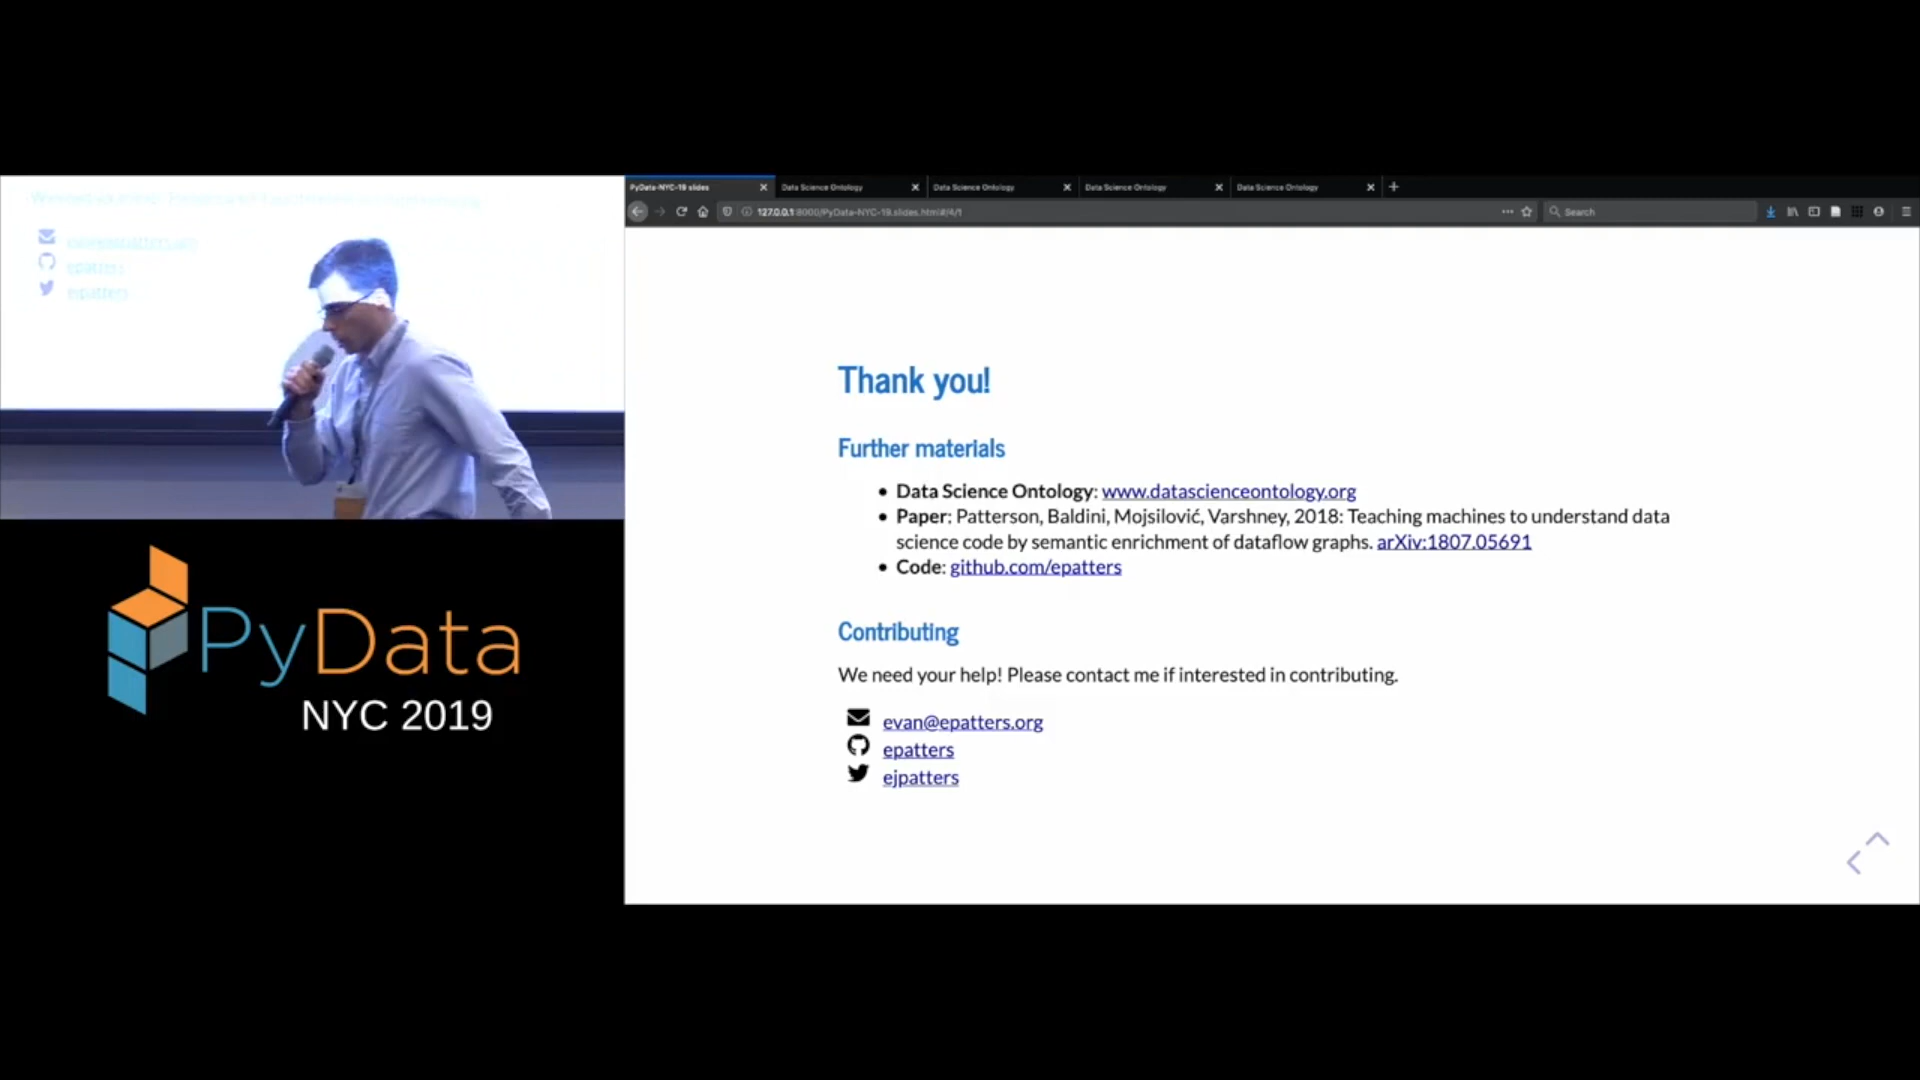 PyData-NYC-19 slides
Data Science Ontology
Data Science Ontology
Data Science Ontology
Data Science Ontology
127.0.0.1:8000/PyData-NYC-19.slides.html#/4/1
Search
epatters
ejpatters
Thank you!
Further materials
• Data Science Ontology: www.datascienceontology.org
• Paper: Patterson, Baldini, Mojsilović, Varshney, 2018: Teaching machines to understand data
science code by semantic enrichment of dataflow graphs. arXiv:1807.05691
• Code: github.com/epatters
Contributing
We need your help! Please contact me if interested in contributing.
evan@epatters.org
epatters
ejpatters
PyData
NYC 2019